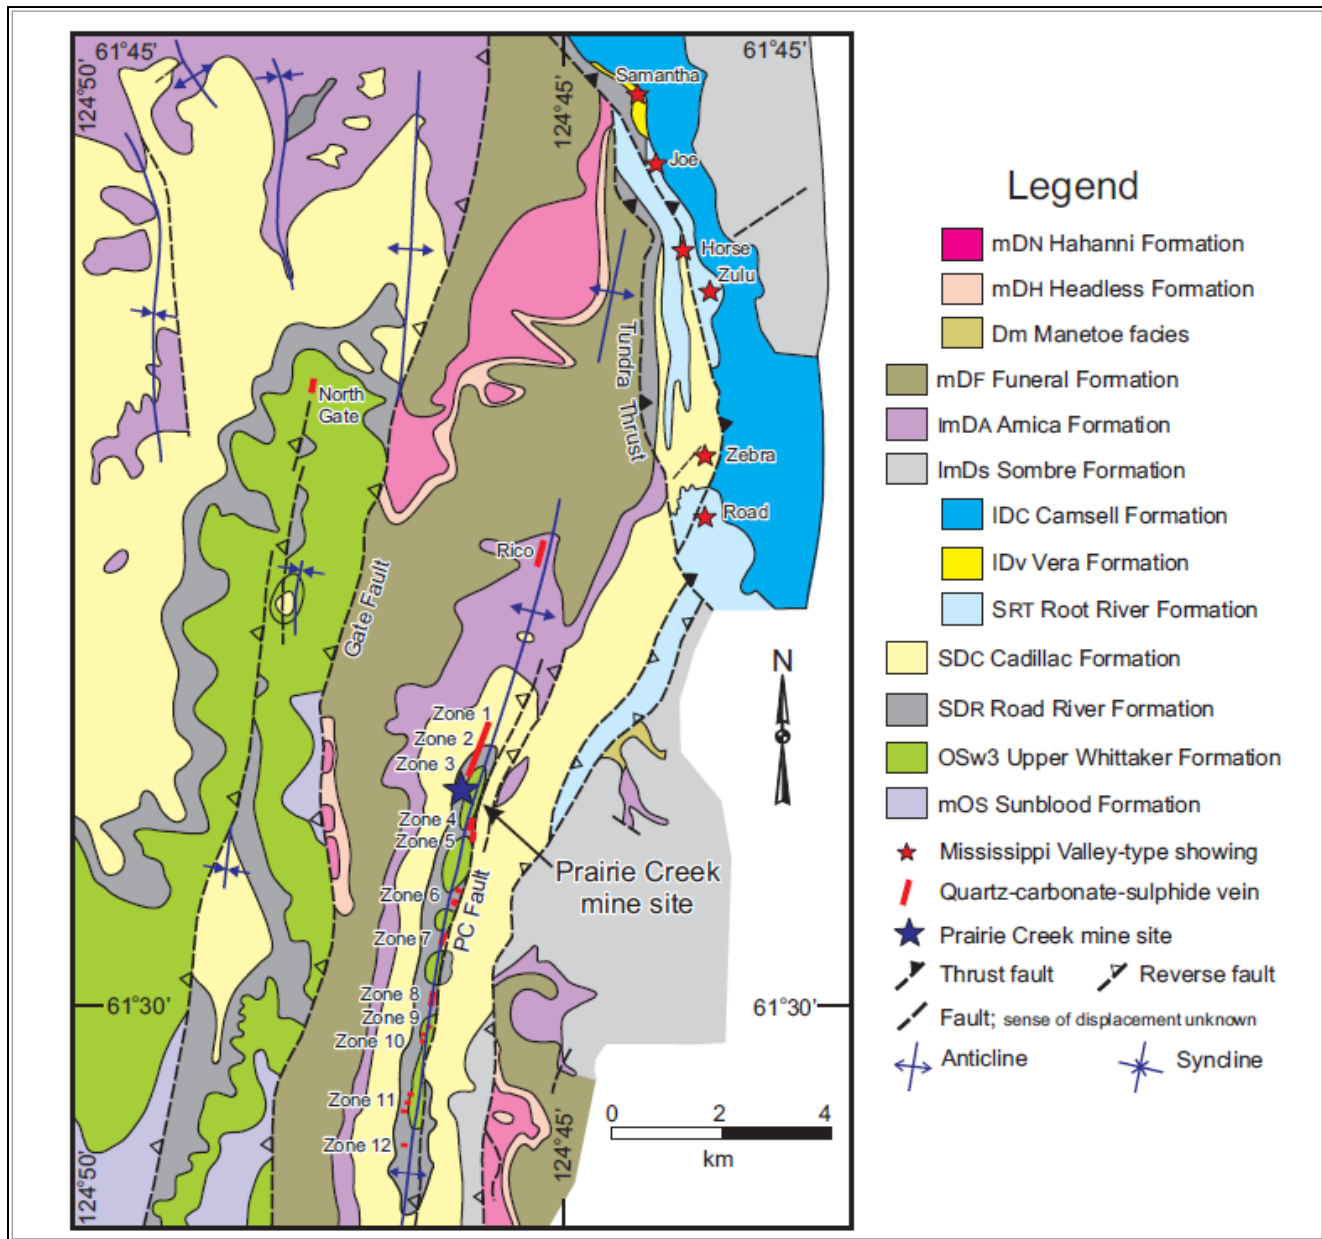 61°45’
61°45’
124°50’
124°45’
Samantha
Joe
Horse
Zulu
Tundra Thrust
North
Gate
Zebra
Road
Rico
Gate Fault
Zone 1
Zone 2
Zone 3
Zone 4
Zone 5
Prairie Creek
mine site
Zone 6
PC Fault
Zone 7
Zone 8
61°30’
61°30’
Zone 9
Zone 10
Zone 11
Zone 12
124°50’
124°45’
N
0 2 4
km
Legend
mDN Hahanni Formation
mDH Headless Formation
Dm Manetoe facies
mDF Funeral Formation
lmDA Arnica Formation
lmDs Sombre Formation
lDC Camsell Formation
lDv Vera Formation
SRT Root River Formation
SDC Cadillac Formation
SDR Road River Formation
OSw3 Upper Whittaker Formation
mOS Sunblood Formation
Mississippi Valley-type showing
Quartz-carbonate-sulphide vein
Prairie Creek mine site
Thrust fault Reverse fault
Fault; sense of displacement unknown
Anticline Syncline